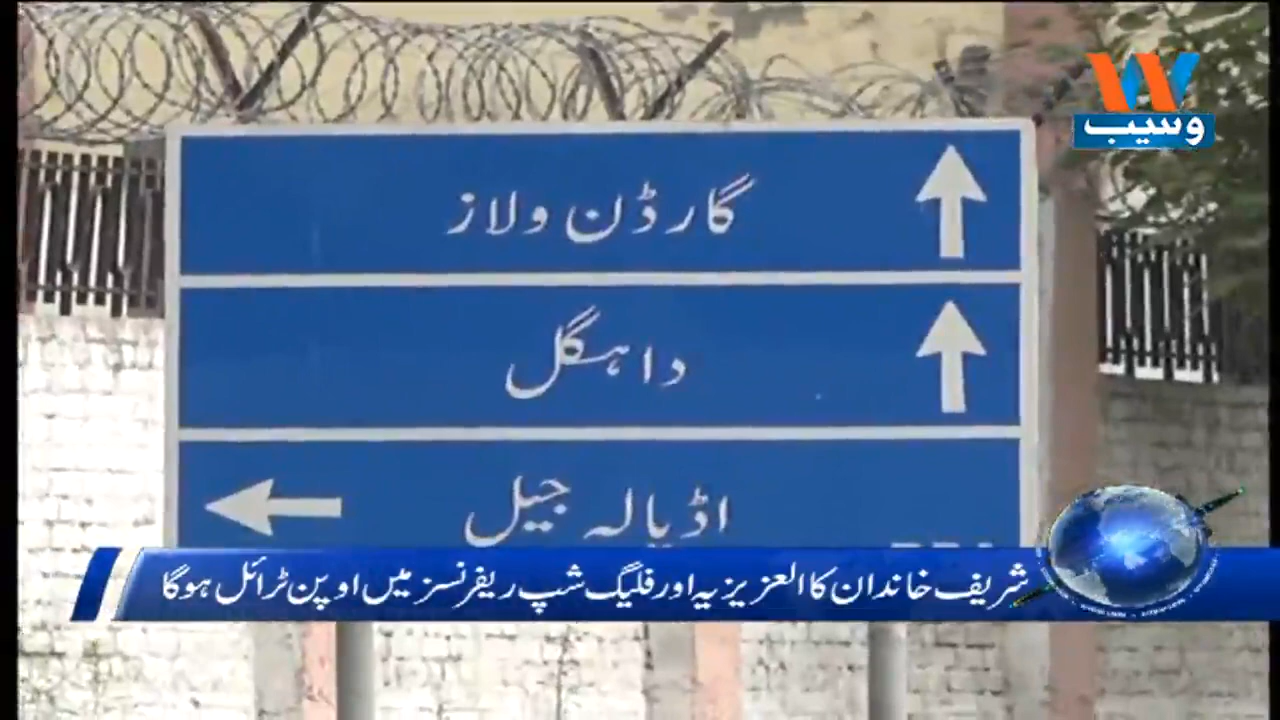 W
وسیب
گارڈن ولاز
داہگل
اڈیالہ جیل
شریف خاندان کا العزیزیہ اور فلیگ شپ ریفرنسز میں اوپن ٹرائل ہوگا